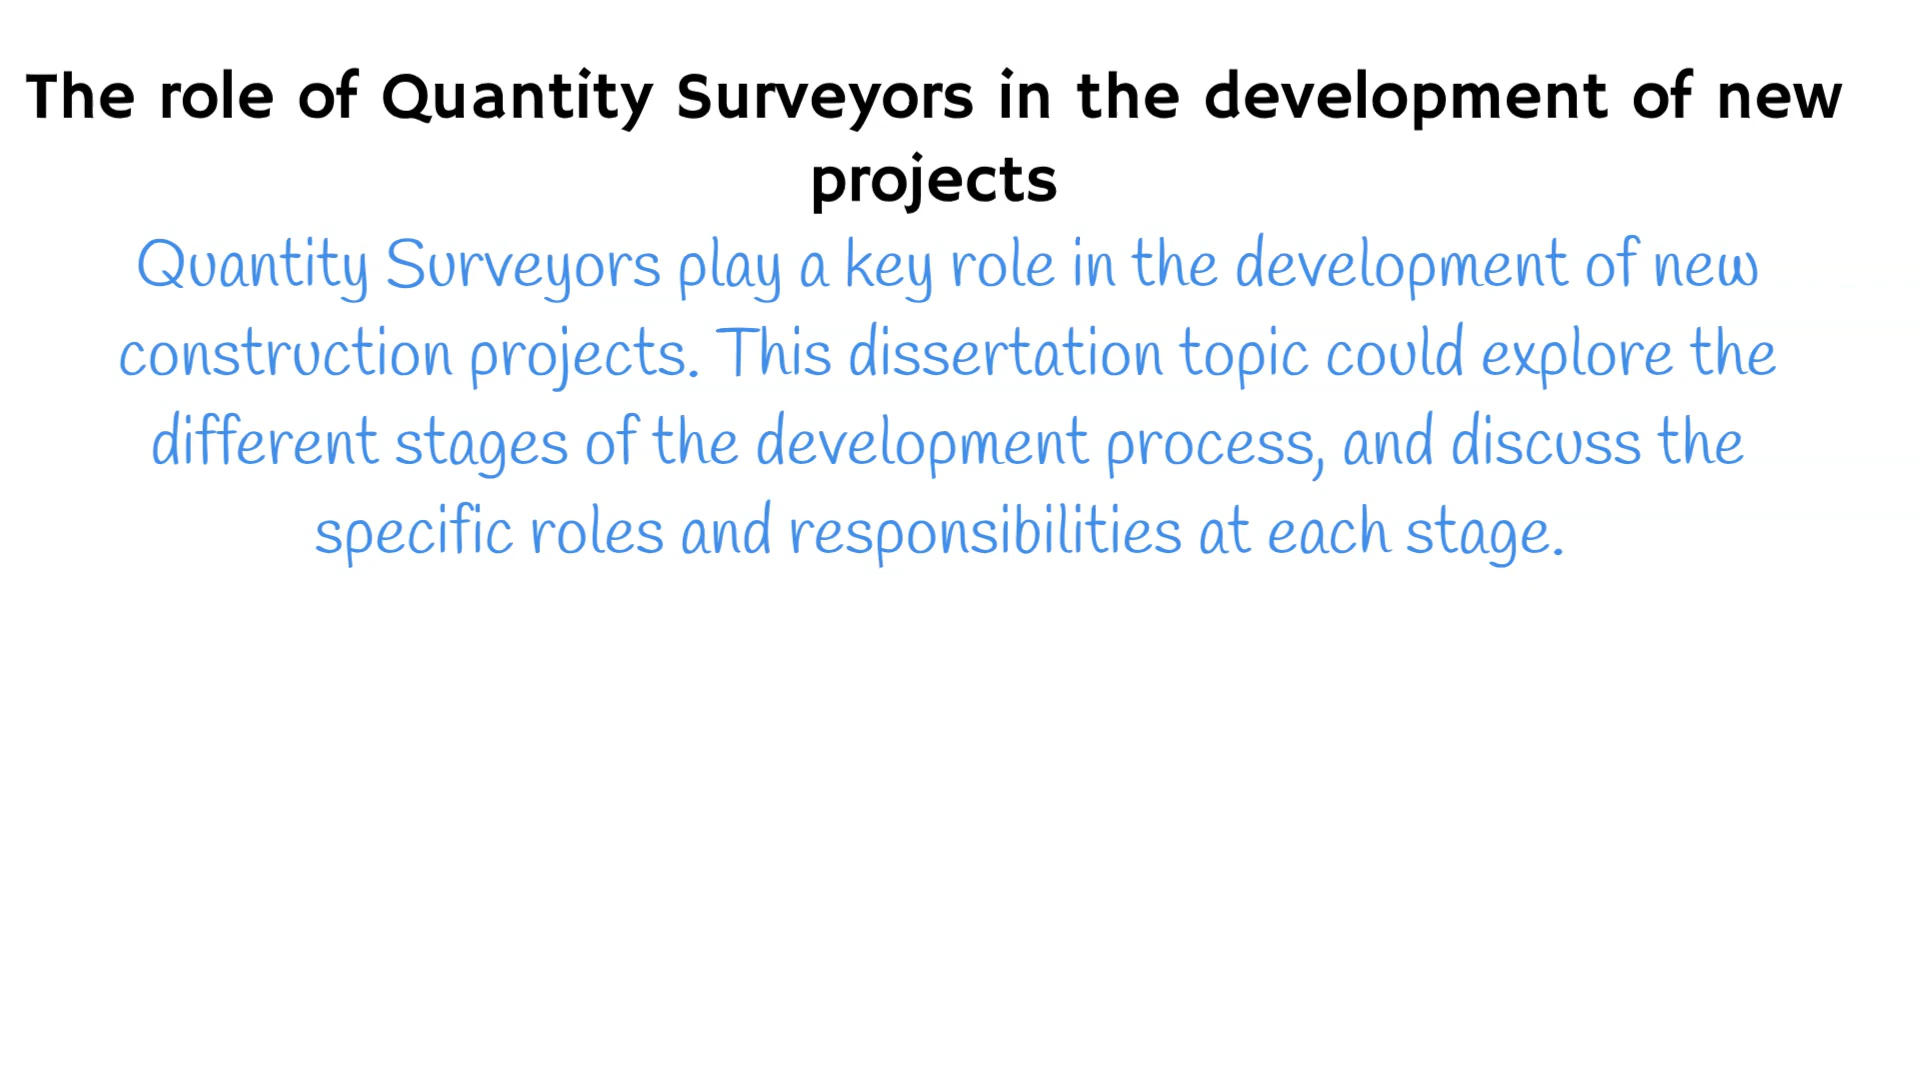 The role of Quantity Surveyors in the development of new
projects
Quantity Surveyors play a key role in the development of new
construction projects. This dissertation topic could explore the
different stages of the development process, and discuss the
specific roles and responsibilities at each stage.